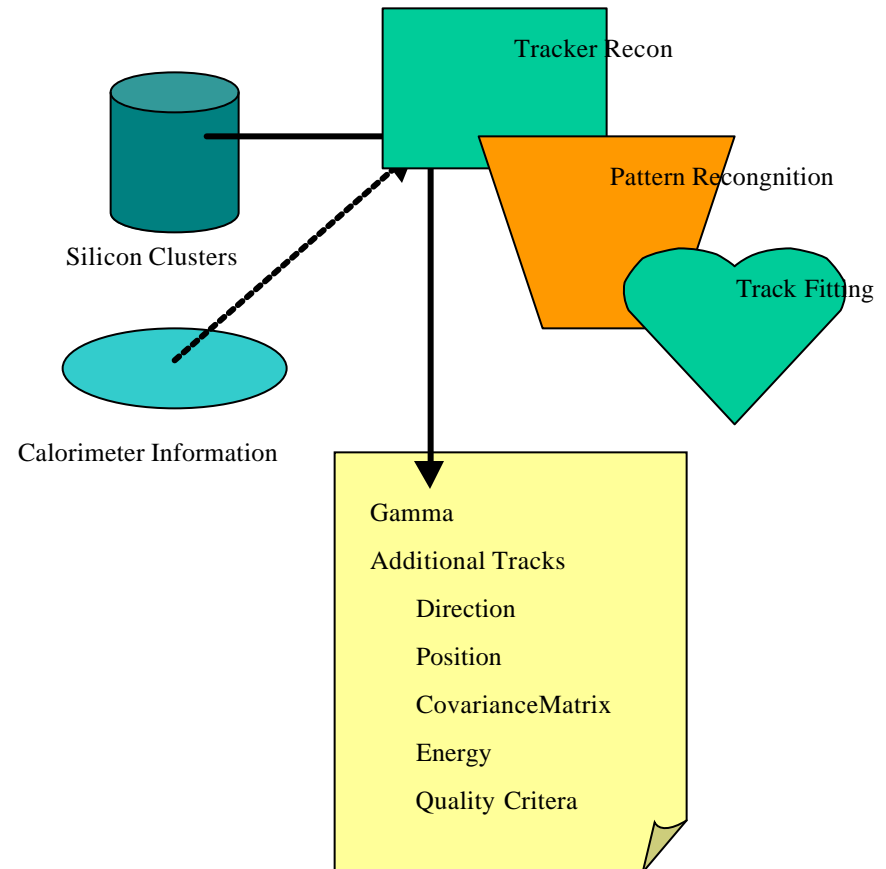 Tracker Recon
Pattern Recongnition
Silicon Clusters
Track Fitting
Calorimeter Information
Gamma
Additional Tracks
Direction
Position
CovarianceMatrix
Energy
Quality Critera